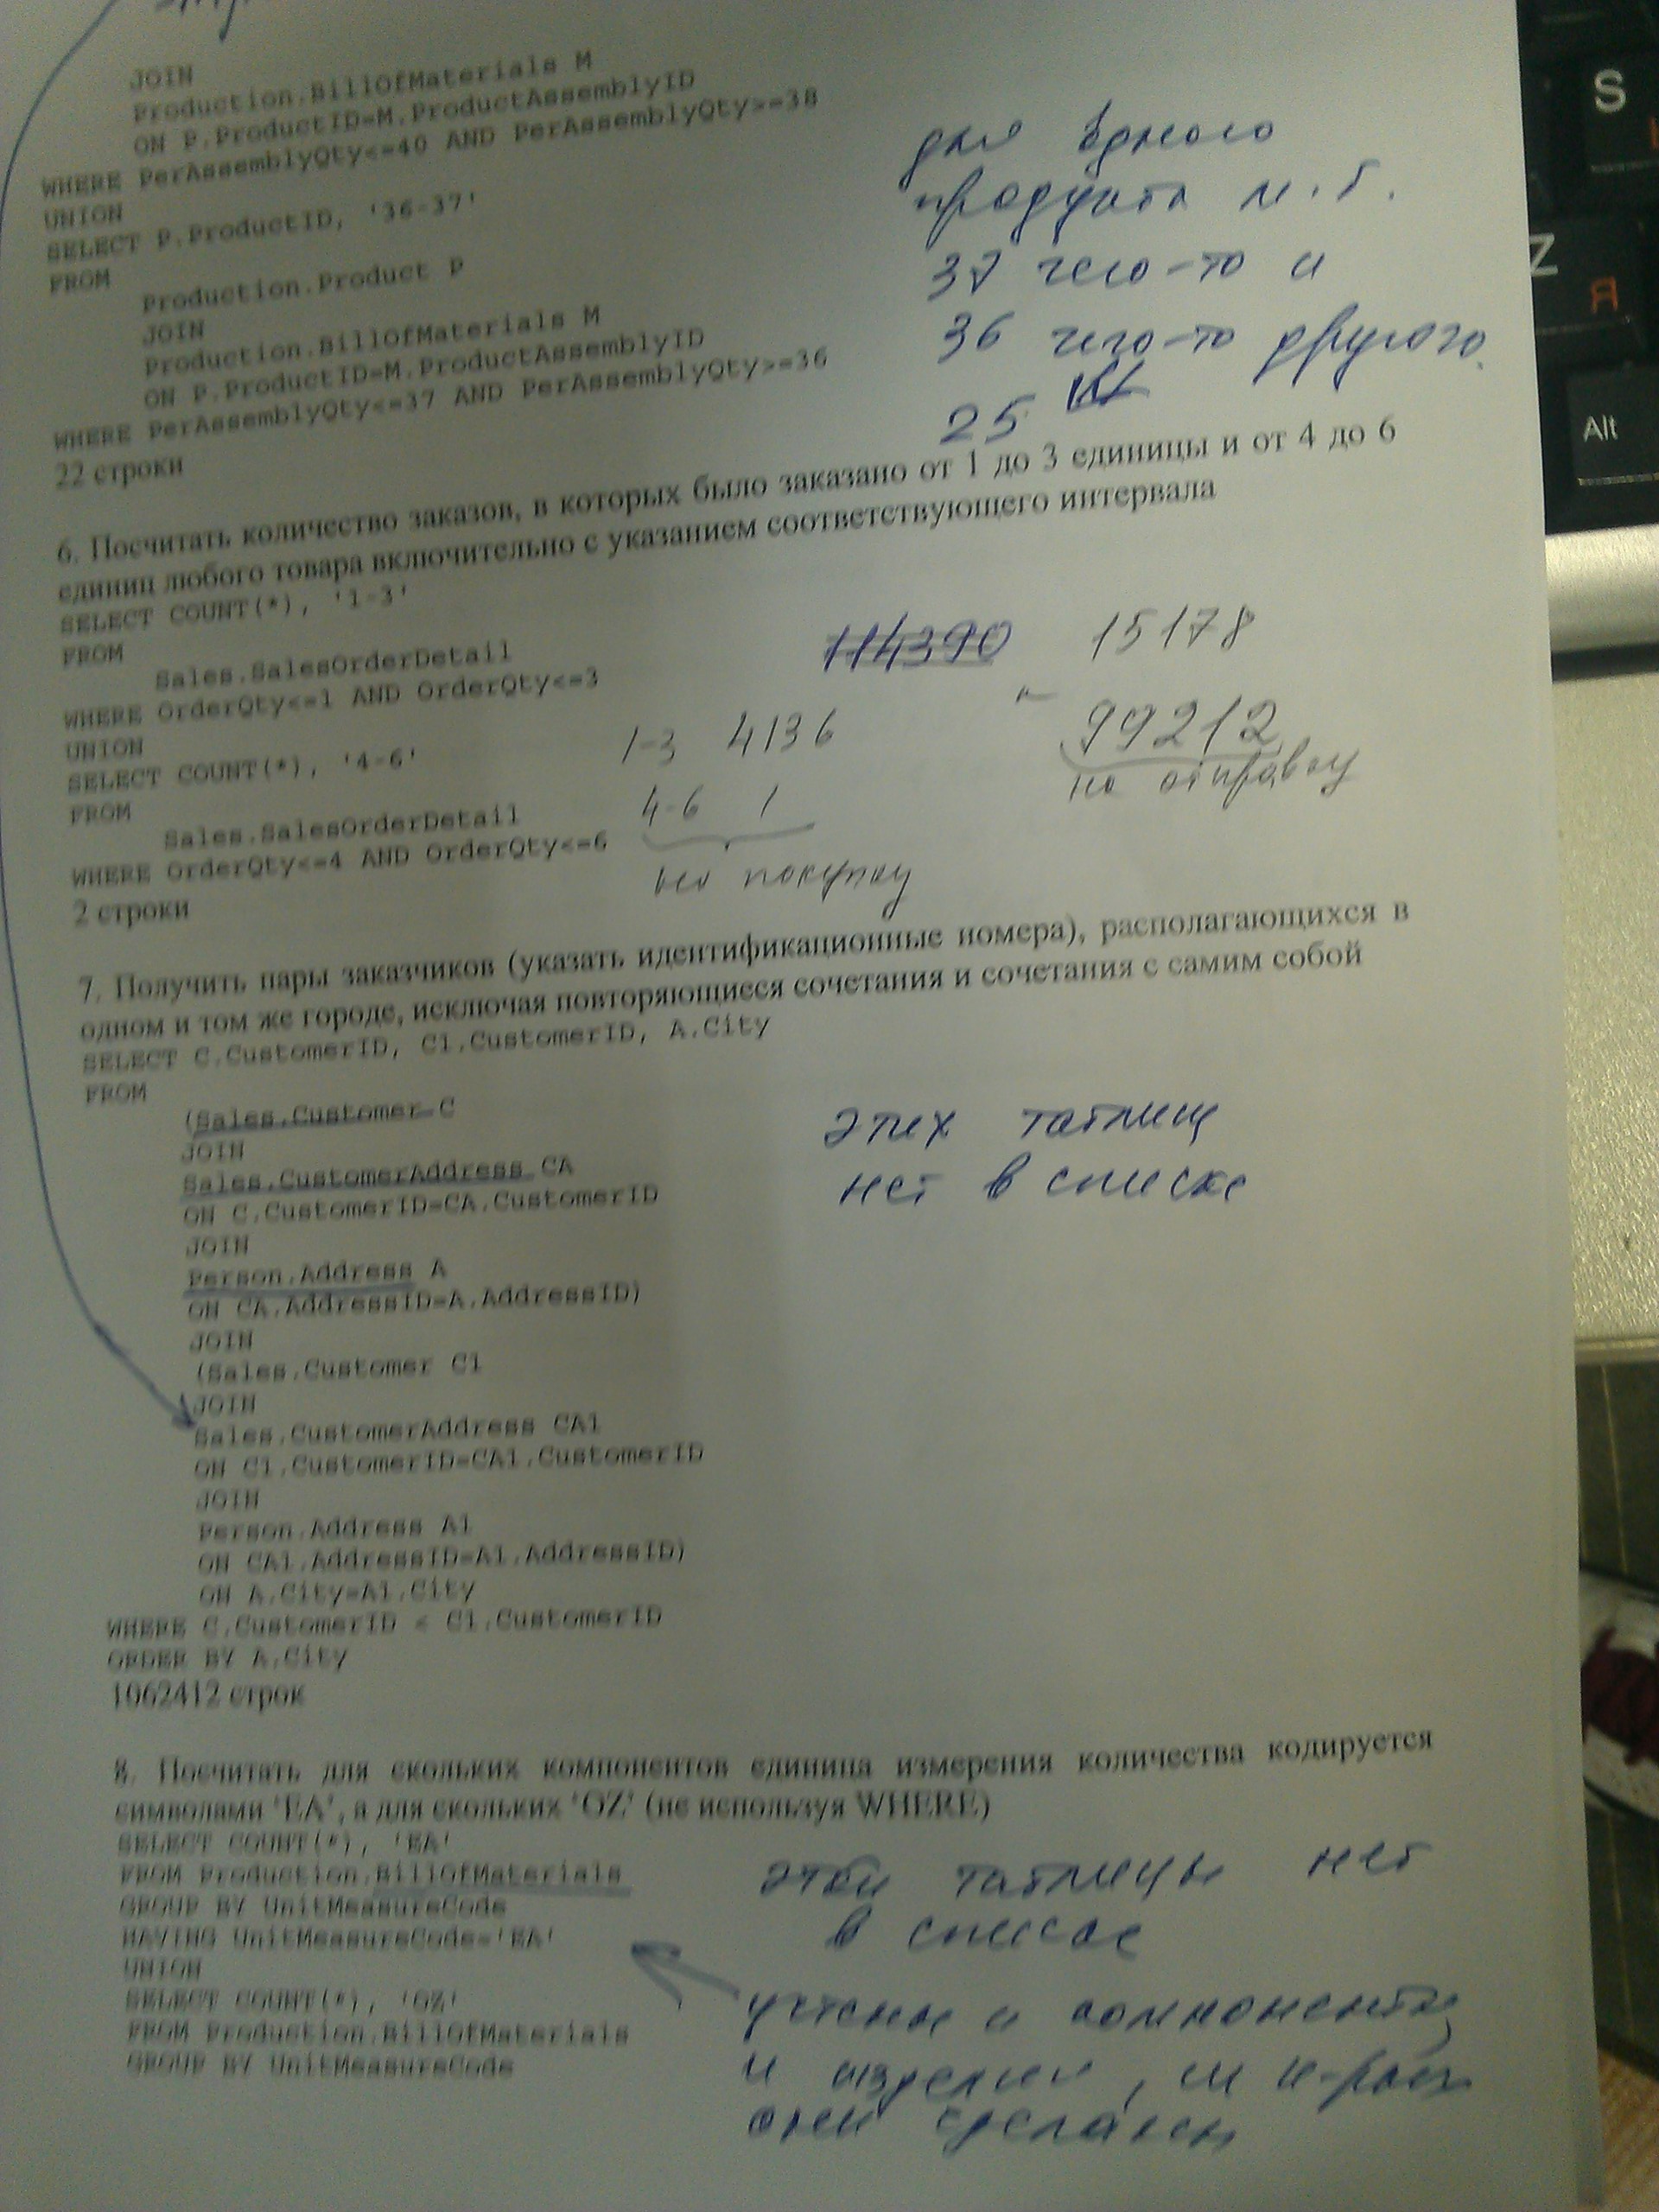 JOIN
Production.BillOfMaterials M
ON P.ProductID=M.ProductAssemblyID
WHERE PerAssemblyQty<=40 AND PerAssemblyQty>=38
UNION
SELECT P.ProductID, '36-37'
FROM
Production.Product P
JOIN
Production.BillOfMaterials M
ON P.ProductID=M.ProductAssemblyID
WHERE PerAssemblyQty<=37 AND PerAssemblyQty>=36
22 строки
для одного
продукта м.б.
37 чего-то и
36 чего-то другого.
25
6. Посчитать количество заказов, в которых было заказано от 1 до 3 единицы и от 4 до 6
единиц любого товара включительно с указанием соответствующего интервала
SELECT COUNT(*), '1-3'
FROM
Sales.SalesOrderDetail
WHERE OrderQty<=1 AND OrderQty<=3
UNION
SELECT COUNT(*), '4-6'
FROM
Sales.SalesOrderDetail
WHERE OrderQty<=4 AND OrderQty<=6
2 строки
114390 15178
99212
на отправку
1-3 4136
4-6 1
на покупку
7. Получить пары заказчиков (указать идентификационные номера), располагающихся в
одном и том же городе, исключая повторяющиеся сочетания и сочетания с самим собой
SELECT C.CustomerID, C1.CustomerID, A.City
FROM
(Sales.Customer C
JOIN
Sales.CustomerAddress CA
ON C.CustomerID=CA.CustomerID
JOIN
Person.Address A
ON CA.AddressID=A.AddressID)
JOIN
(Sales.Customer C1
JOIN
Sales.CustomerAddress CA1
ON C1.CustomerID=CA1.CustomerID
JOIN
Person.Address A1
ON CA1.AddressID=A1.AddressID)
ON A.City=A1.City
WHERE C.CustomerID < C1.CustomerID
ORDER BY A.City
1062412 строк
этих таблиц
нет в списке
8. Посчитать для скольких компонентов единица измерения количества кодируется
символами 'EA', а для скольких 'OZ' (не используя WHERE)
SELECT COUNT(*), 'EA'
FROM Production.BillOfMaterials
GROUP BY UnitMeasureCode
HAVING UnitMeasureCode='EA'
UNION
SELECT COUNT(*), 'OZ'
FROM Production.BillOfMaterials
GROUP BY UnitMeasureCode
этой таблицы нет
в списке
учтены и компоненты
и изделия, из к-рых
они сделаны
S
Z
Я
Alt